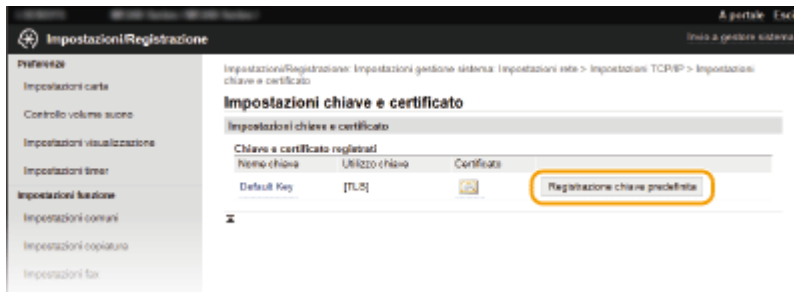 A portale Esci
Impostazioni/Registrazione
Invio a gestore sistema
Preferenze
Impostazioni carta
Controllo volume suono
Impostazioni visualizzazione
Impostazioni timer
Impostazioni funzione
Impostazioni comuni
Impostazioni copiatura
Impostazioni fax
Impostazioni/Registrazione: Impostazioni gestione sistema: Impostazioni rete > Impostazioni TCP/IP > Impostazioni
chiave e certificato
Impostazioni chiave e certificato
Impostazioni chiave e certificato
Chiave e certificato registrati
Nome chiave Utilizzo chiave Certificato
Default Key [TLS] Registrazione chiave predefinita